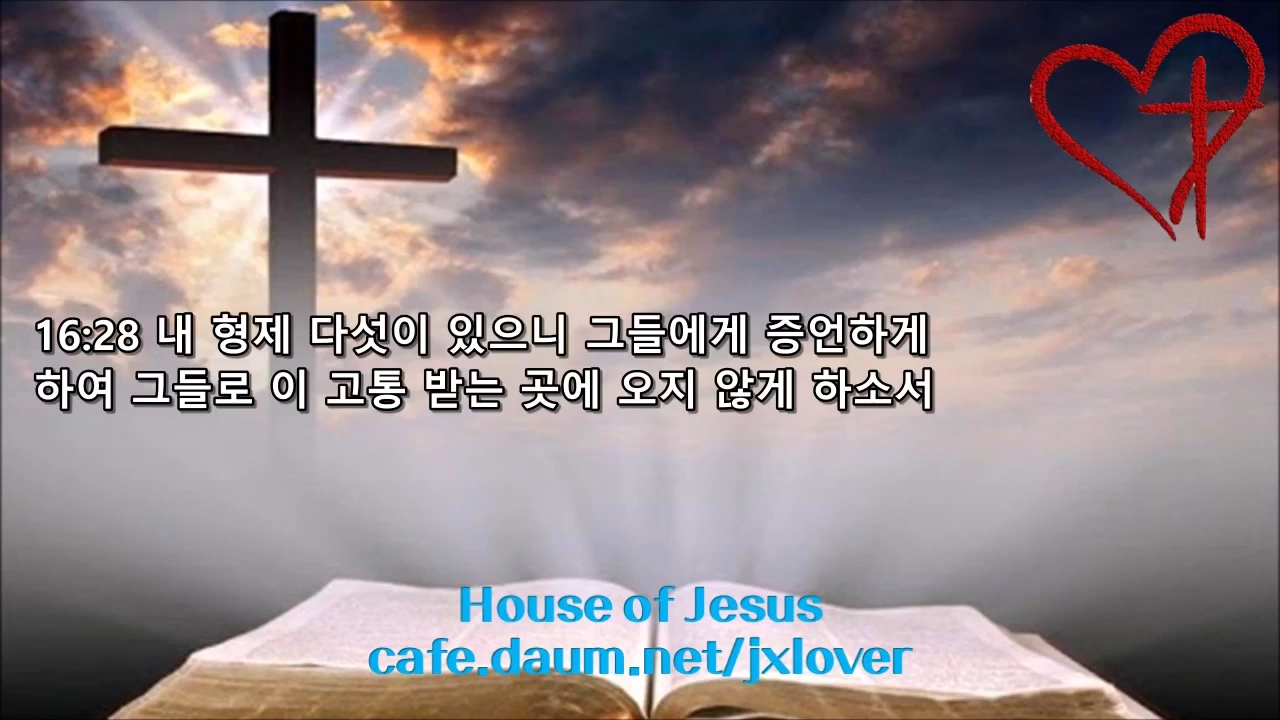 16:28 내 형제 다섯이 있으니 그들에게 증언하게
하여 그들로 이 고통 받는 곳에 오지 않게 하소서
House of Jesus
cafe.daum.net/jxlover